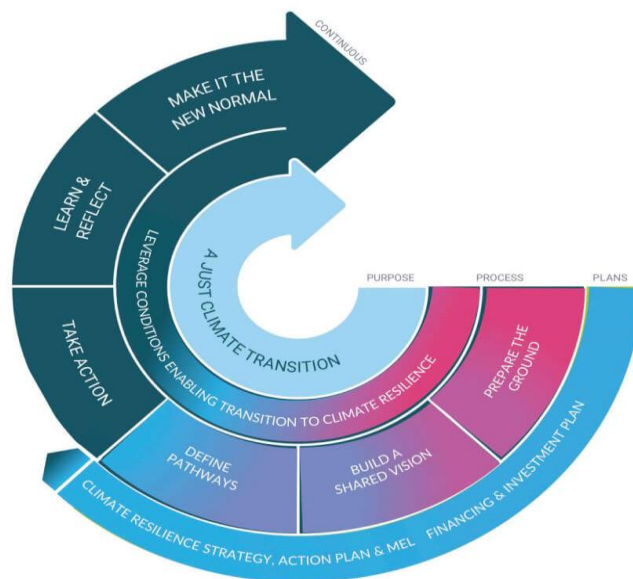 CONTINUOUS
MAKE IT THE
NEW NORMAL
LEARN &
REFLECT
TAKE ACTION
LEVERAGE CONDITIONS ENABLING TRANSITION TO CLIMATE RESILIENCE
A JUST CLIMATE TRANSITION
PURPOSE
PROCESS
PLANS
PREPARE THE
GROUND
BUILD A
SHARED VISION
DEFINE
PATHWAYS
CLIMATE RESILIENCE STRATEGY, ACTION PLAN & MEL
FINANCING & INVESTMENT PLAN